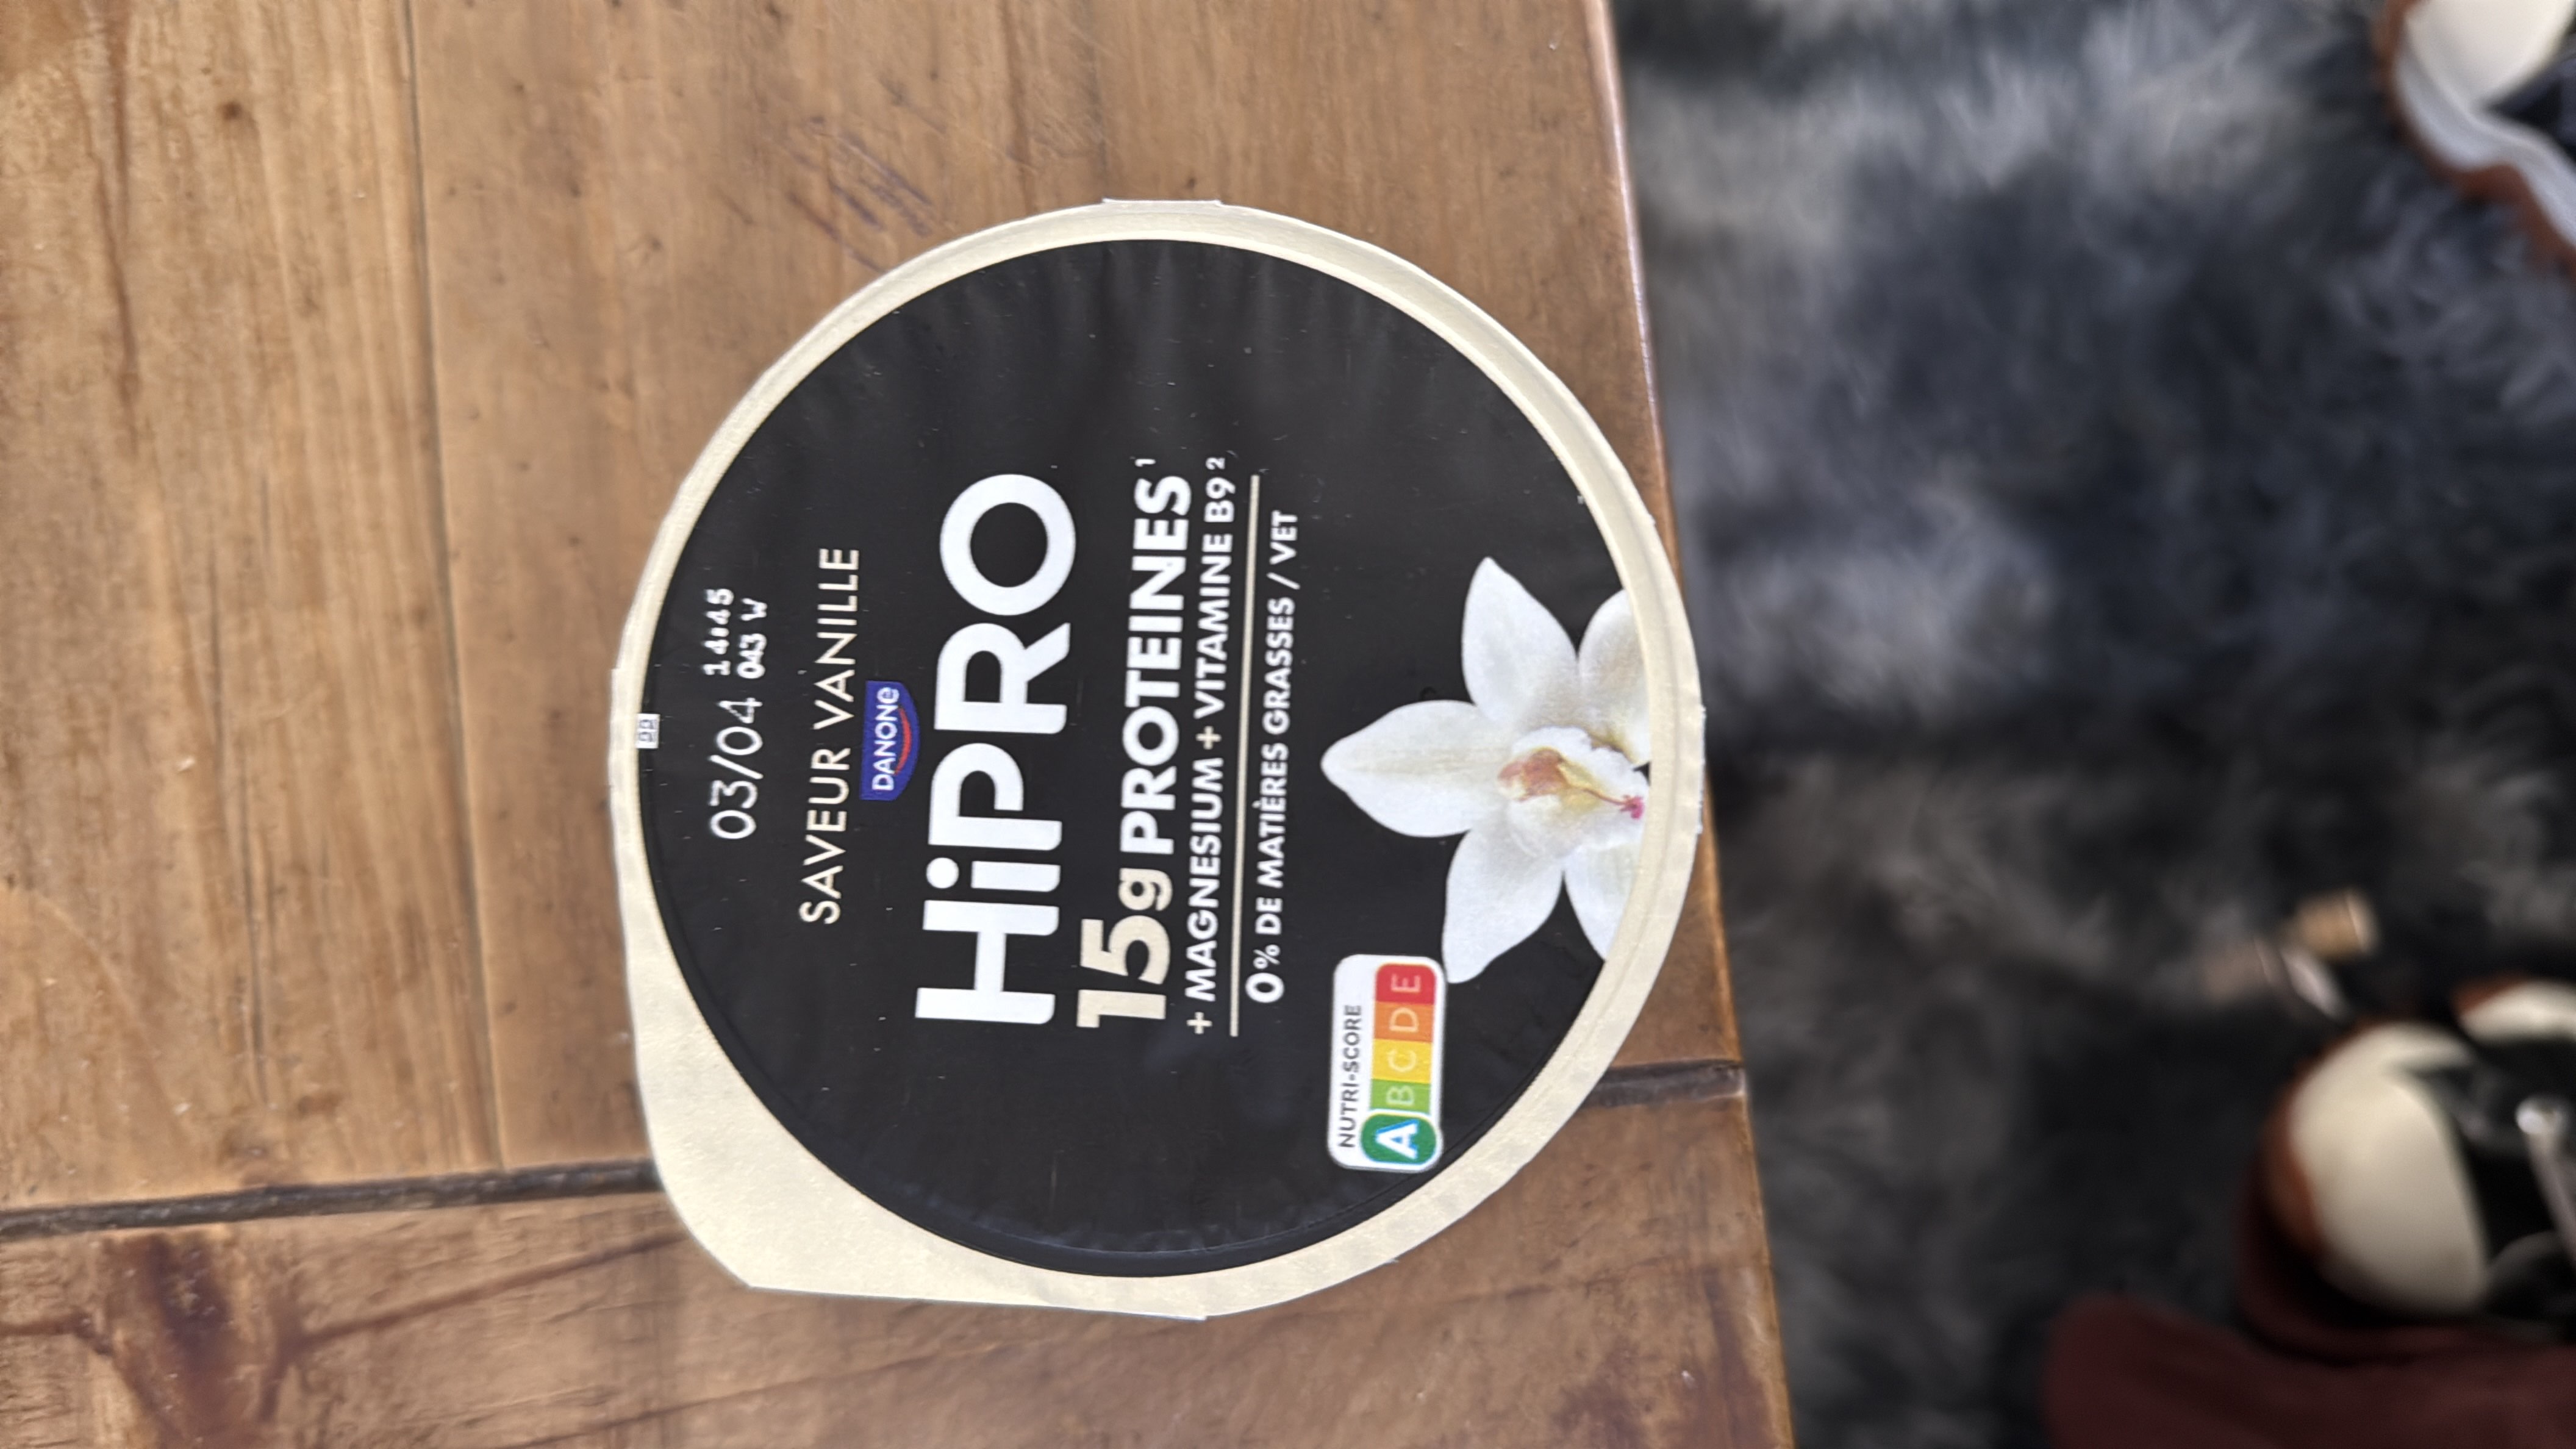 03/04 14:45
043 W
SAVEUR VANILLE
DANONE
HiPRO
15g PROTEINES¹
+ MAGNESIUM + VITAMINE B9²
0% DE MATIÈRES GRASSES / VET
NUTRI-SCORE
A B C D E